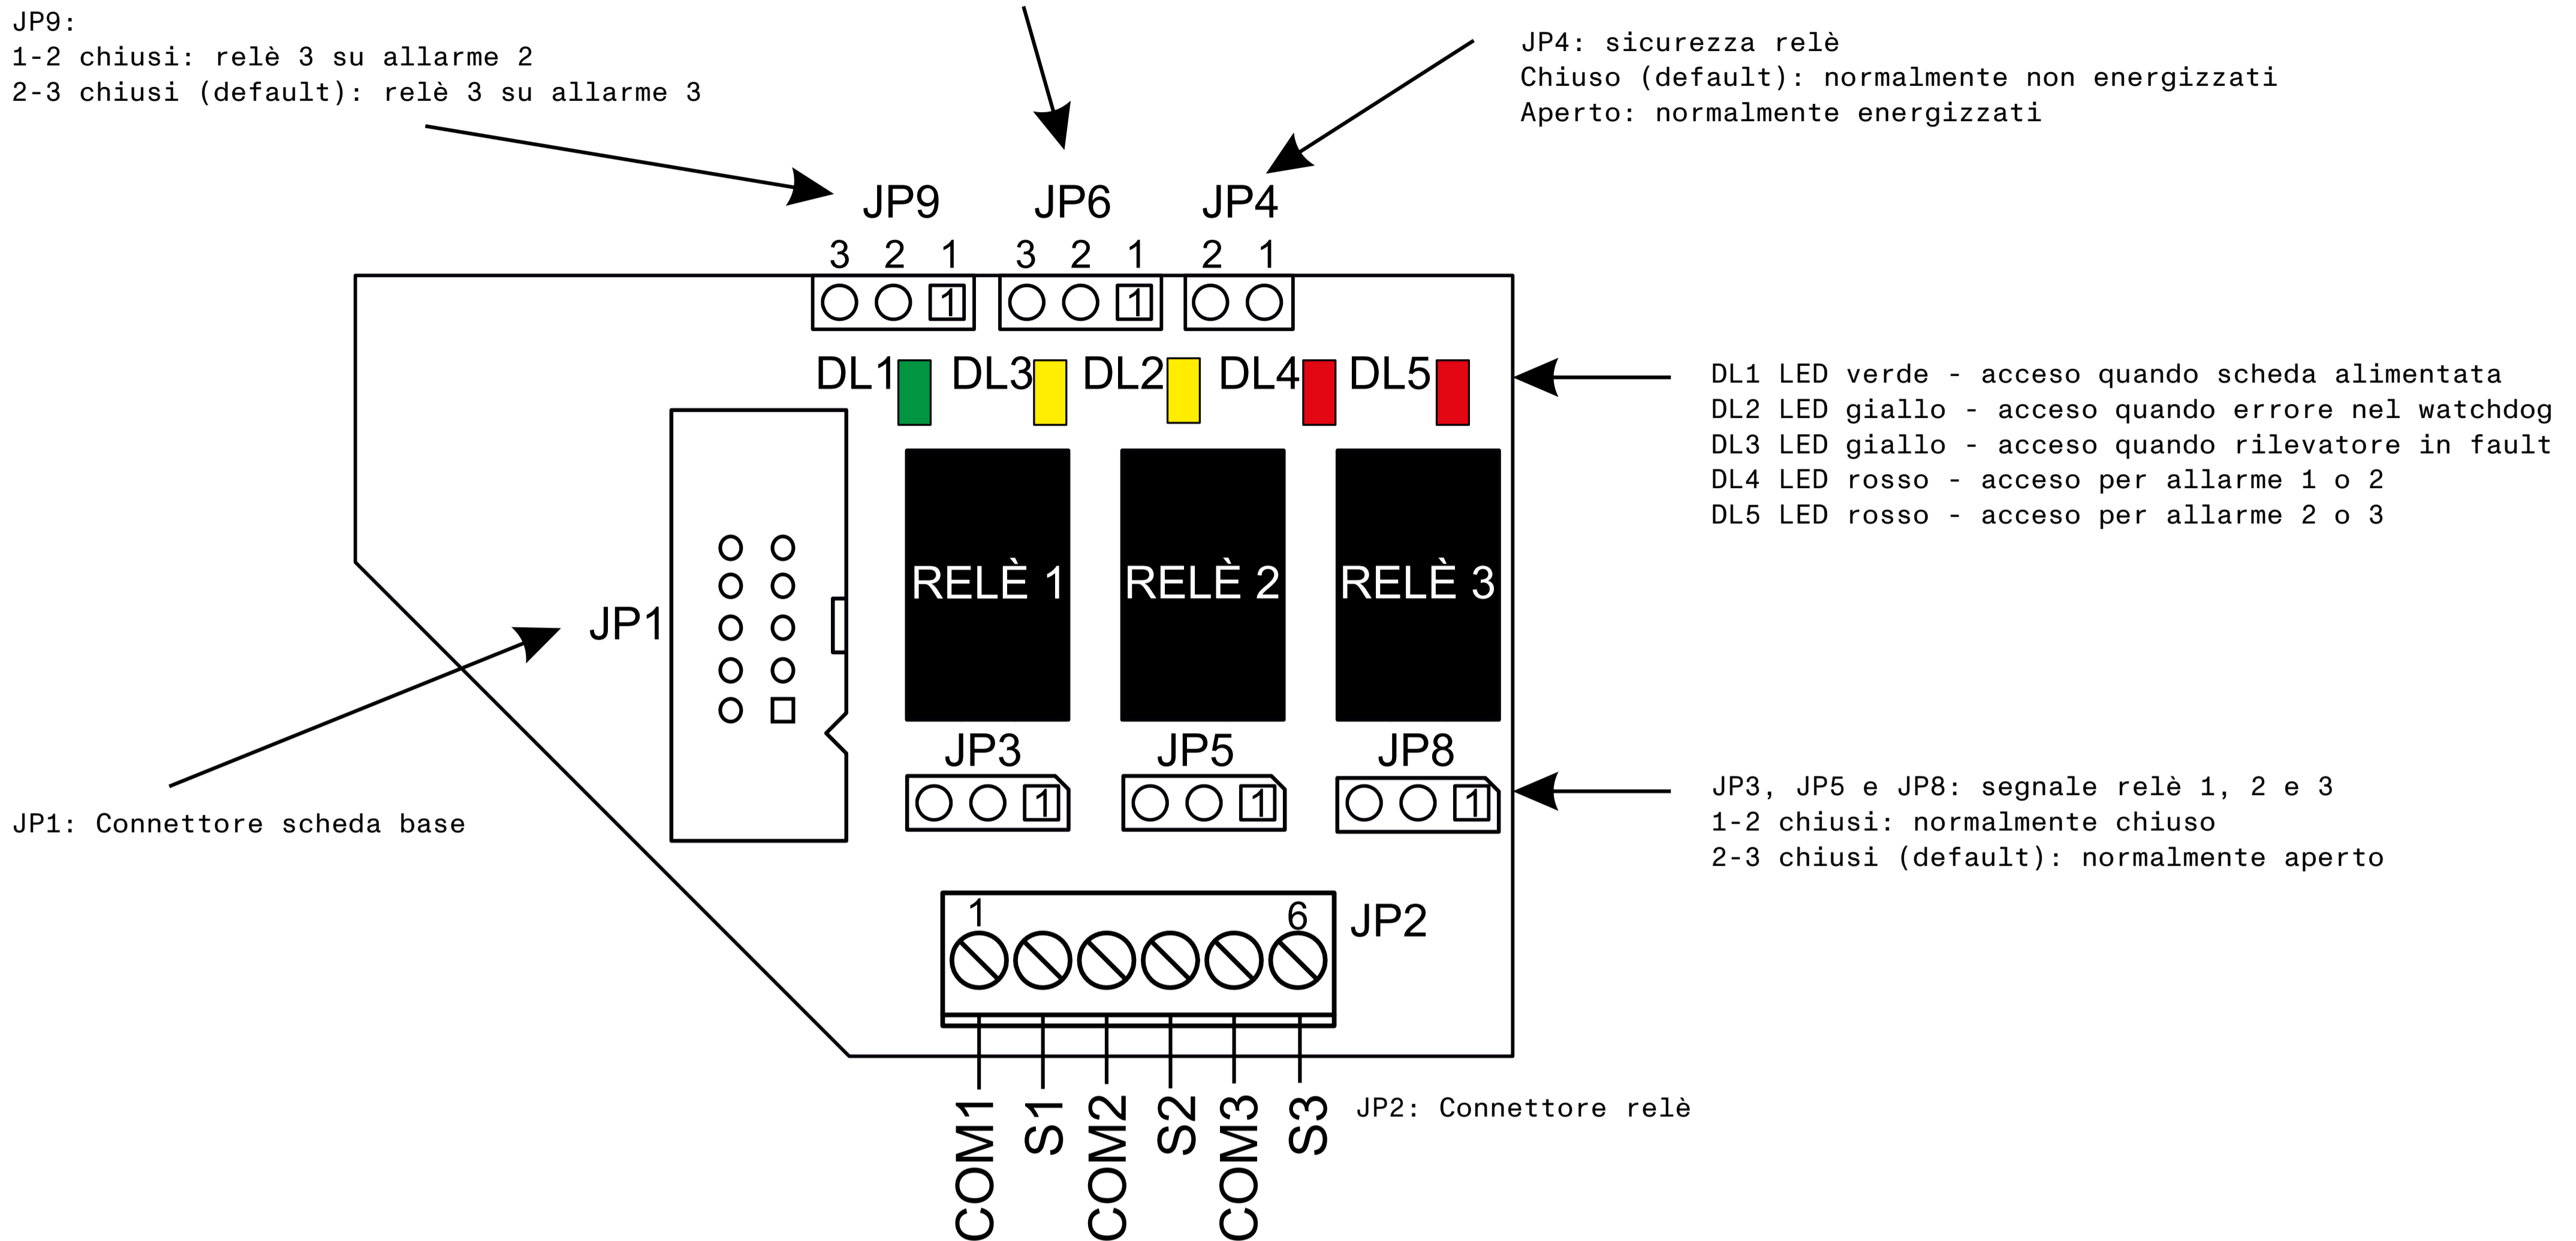 JP9:
1-2 chiusi: relè 3 su allarme 2
2-3 chiusi (default): relè 3 su allarme 3
JP4: sicurezza relè
Chiuso (default): normalmente non energizzati
Aperto: normalmente energizzati
JP9 JP6 JP4
3 2 1 3 2 1 2 1
1 1
DL1 DL3 DL2 DL4 DL5
DL1 LED verde - acceso quando scheda alimentata
DL2 LED giallo - acceso quando errore nel watchdog
DL3 LED giallo - acceso quando rilevatore in fault
DL4 LED rosso - acceso per allarme 1 o 2
DL5 LED rosso - acceso per allarme 2 o 3
RELÈ 1 RELÈ 2 RELÈ 3
JP1
JP3 JP5 JP8
1 1 1
JP3, JP5 e JP8: segnale relè 1, 2 e 3
1-2 chiusi: normalmente chiuso
2-3 chiusi (default): normalmente aperto
JP1: Connettore scheda base
1 6
JP2
COM1
S1
COM2
S2
COM3
S3
JP2: Connettore relè